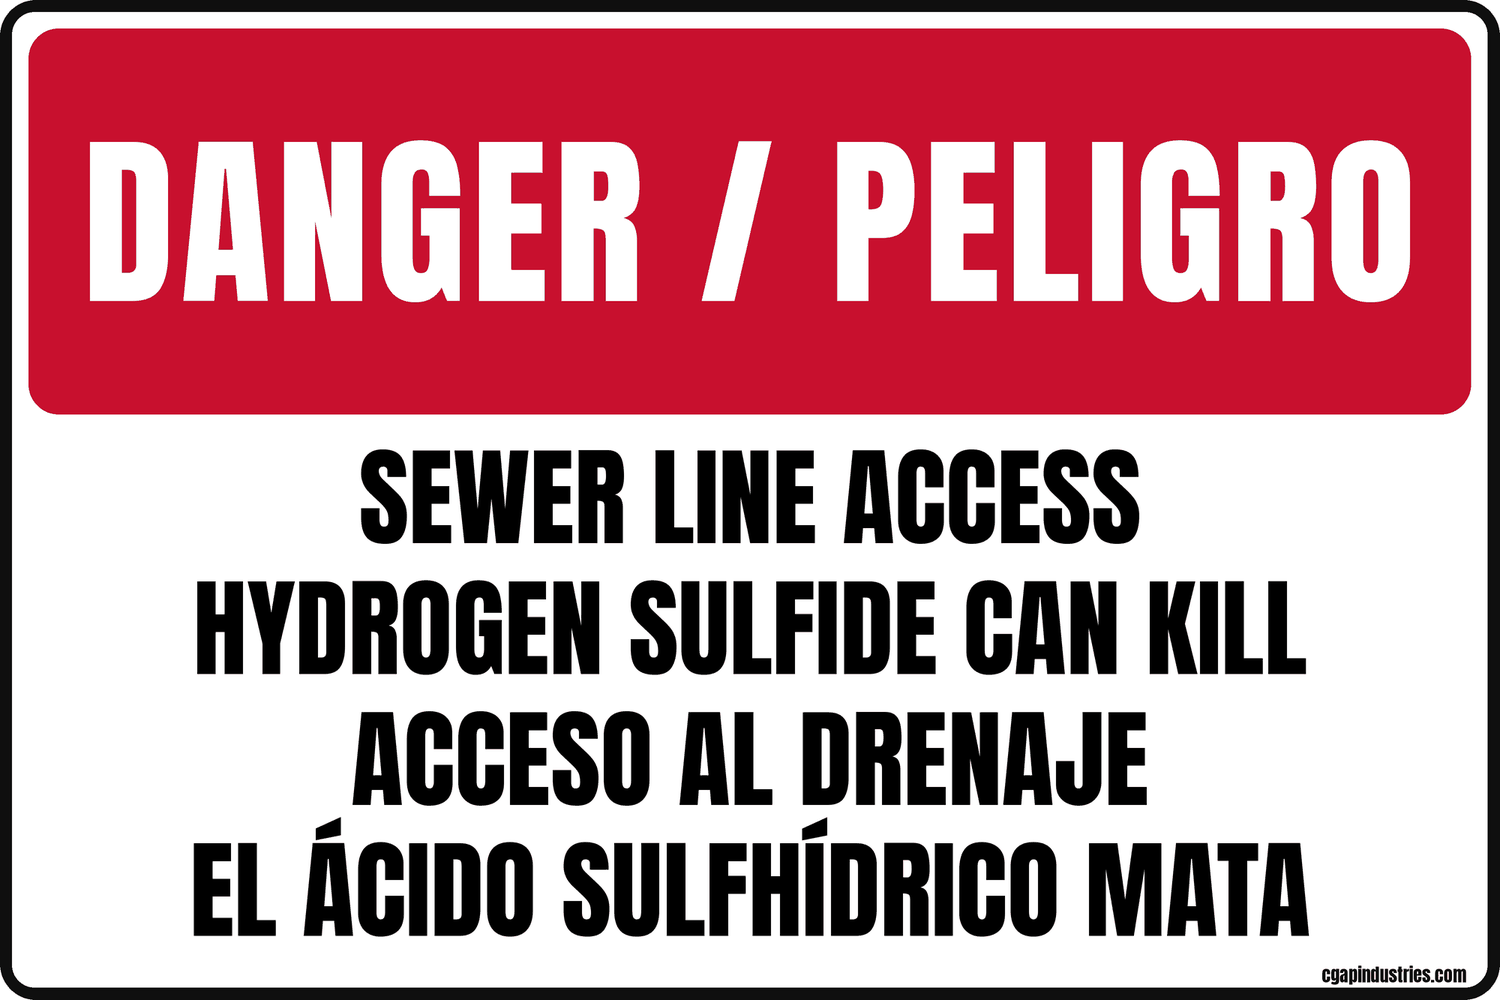 DANGER / PELIGRO
SEWER LINE ACCESS
HYDROGEN SULFIDE CAN KILL
ACCESO AL DRENAJE
EL ÁCIDO SULFHÍDRICO MATA
cgapindustries.com